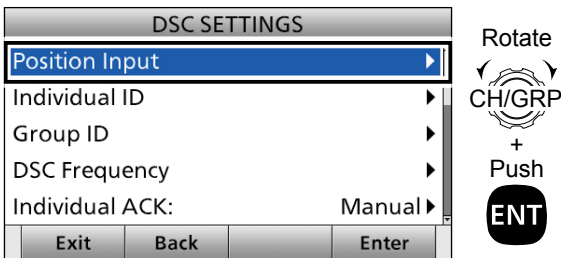 DSC SETTINGS
Position Input
Individual ID
Group ID
DSC Frequency
Individual ACK: Manual
Exit Back Enter
Rotate
CH/GRP
+
Push
ENT